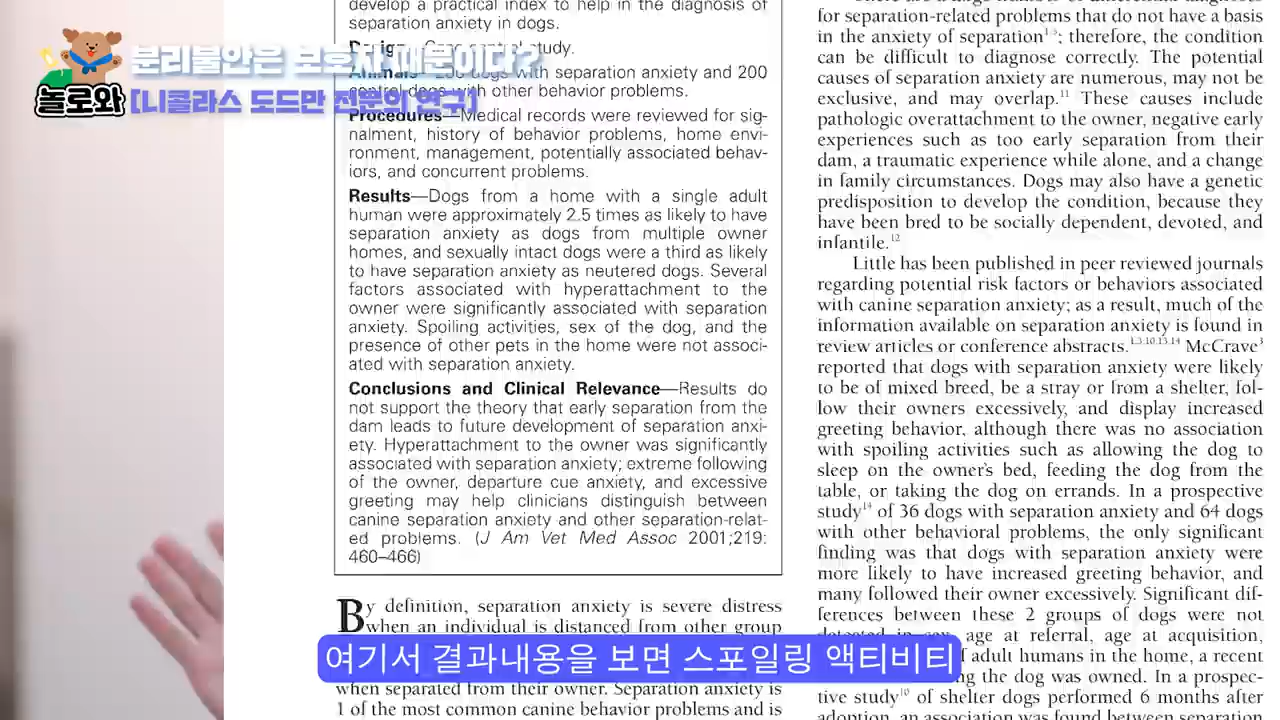 develop a practical index to help in the diagnosis of
separation anxiety in dogs.
Design—Case control study.
Animals—200 dogs with separation anxiety and 200
control dogs with other behavior problems.
Procedures—Medical records were reviewed for sig-
nalment, history of behavior problems, home envi-
ronment, management, potentially associated behav-
iors, and concurrent problems.
Results—Dogs from a home with a single adult
human were approximately 2.5 times as likely to have
separation anxiety as dogs from multiple owner
homes, and sexually intact dogs were a third as likely
to have separation anxiety as neutered dogs. Several
factors associated with hyperattachment to the
owner were significantly associated with separation
anxiety. Spoiling activities, sex of the dog, and the
presence of other pets in the home were not associ-
ated with separation anxiety.
Conclusions and Clinical Relevance—Results do
not support the theory that early separation from the
dam leads to future development of separation anxi-
ety. Hyperattachment to the owner was significantly
associated with separation anxiety; extreme following
of the owner, departure cue anxiety, and excessive
greeting may help clinicians distinguish between
canine separation anxiety and other separation-relat-
ed problems. (J Am Vet Med Assoc 2001;219:
460–466)
By definition, separation anxiety is severe distress
when an individual is distanced from other group
when separated from their owner. Separation anxiety is
1 of the most common canine behavior problems and is
for separation-related problems that do not have a basis
in the anxiety of separation; therefore, the condition
can be difficult to diagnose correctly. The potential
causes of separation anxiety are numerous, may not be
exclusive, and may overlap.11 These causes include
pathologic overattachment to the owner, negative early
experiences such as too early separation from their
dam, a traumatic experience while alone, and a change
in family circumstances. Dogs may also have a genetic
predisposition to develop the condition, because they
have been bred to be socially dependent, devoted, and
infantile.12
Little has been published in peer reviewed journals
regarding potential risk factors or behaviors associated
with canine separation anxiety; as a result, much of the
information available on separation anxiety is found in
review articles or conference abstracts.1,3,10,13,14 McCrave3
reported that dogs with separation anxiety were likely
to be of mixed breed, be a stray or from a shelter, fol-
low their owners excessively, and display increased
greeting behavior, although there was no association
with spoiling activities such as allowing the dog to
sleep on the owner's bed, feeding the dog from the
table, or taking the dog on errands. In a prospective
study14 of 36 dogs with separation anxiety and 64 dogs
with other behavioral problems, the only significant
finding was that dogs with separation anxiety were
more likely to have increased greeting behavior, and
many followed their owner excessively. Significant dif-
ferences between these 2 groups of dogs were not
detected in sex, age at referral, age at acquisition,
adult humans in the home, a recent
the dog was owned. In a prospec-
tive study10 of shelter dogs performed 6 months after
adoption, an association was found between separation
놀로와
분리불안은 보호자 때문이다?
[니콜라스 도드만 전문의 연구]
여기서 결과내용을 보면 스포일링 액티비티